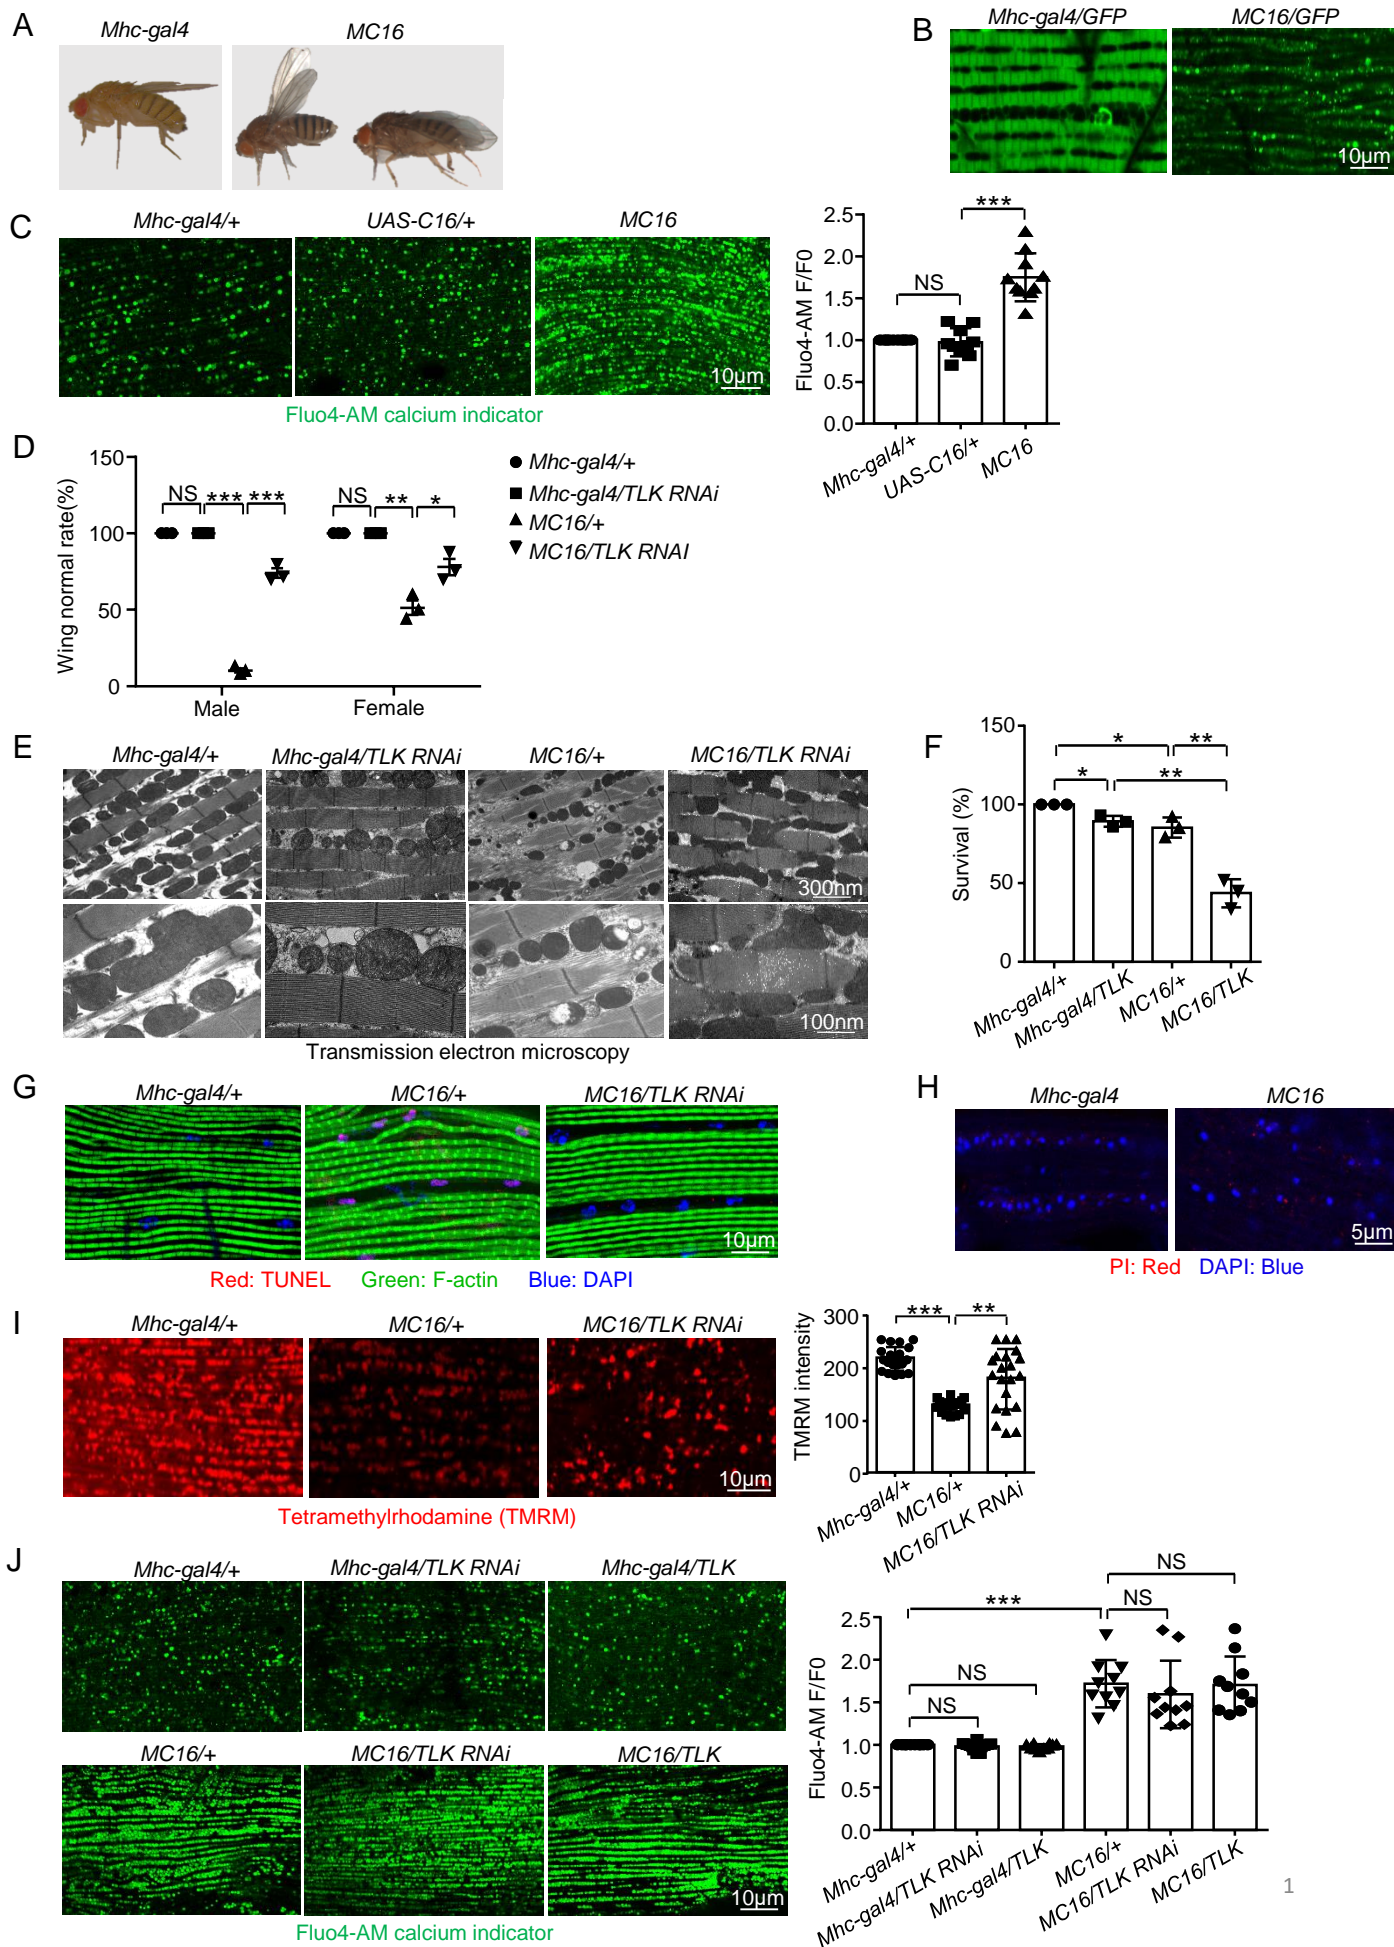 A
Mhc-gal4
MC16
B
Mhc-gal4/GFP
MC16/GFP
10μm
C
Mhc-gal4/+
UAS-C16/+
MC16
10μm
Fluo4-AM calcium indicator
Fluo4-AM F/F0
2.5
2.0
1.5
1.0
0.5
0.0
NS
***
Mhc-gal4/+
UAS-C16/+
MC16
D
Wing normal rate(%)
150
100
50
0
NS
***
***
NS
**
*
Male
Female
Mhc-gal4/+
Mhc-gal4/TLK RNAi
MC16/+
MC16/TLK RNAI
E
Mhc-gal4/+
Mhc-gal4/TLK RNAi
MC16/+
MC16/TLK RNAi
300nm
100nm
Transmission electron microscopy
F
Survival (%)
150
100
50
0
*
**
*
**
Mhc-gal4/+
Mhc-gal4/TLK
MC16/+
MC16/TLK
G
Mhc-gal4/+
MC16/+
MC16/TLK RNAi
10μm
Red: TUNEL
Green: F-actin
Blue: DAPI
H
Mhc-gal4
MC16
5μm
PI: Red
DAPI: Blue
I
Mhc-gal4/+
MC16/+
MC16/TLK RNAi
10μm
Tetramethylrhodamine (TMRM)
TMRM intensity
300
200
100
0
***
**
Mhc-gal4/+
MC16/+
MC16/TLK RNAi
J
Mhc-gal4/+
Mhc-gal4/TLK RNAi
Mhc-gal4/TLK
MC16/+
MC16/TLK RNAi
MC16/TLK
10μm
Fluo4-AM calcium indicator
Fluo4-AM F/F0
2.5
2.0
1.5
1.0
0.5
0.0
NS
NS
***
NS
NS
Mhc-gal4/+
Mhc-gal4/TLK RNAi
Mhc-gal4/TLK
MC16/+
MC16/TLK RNAi
MC16/TLK
1